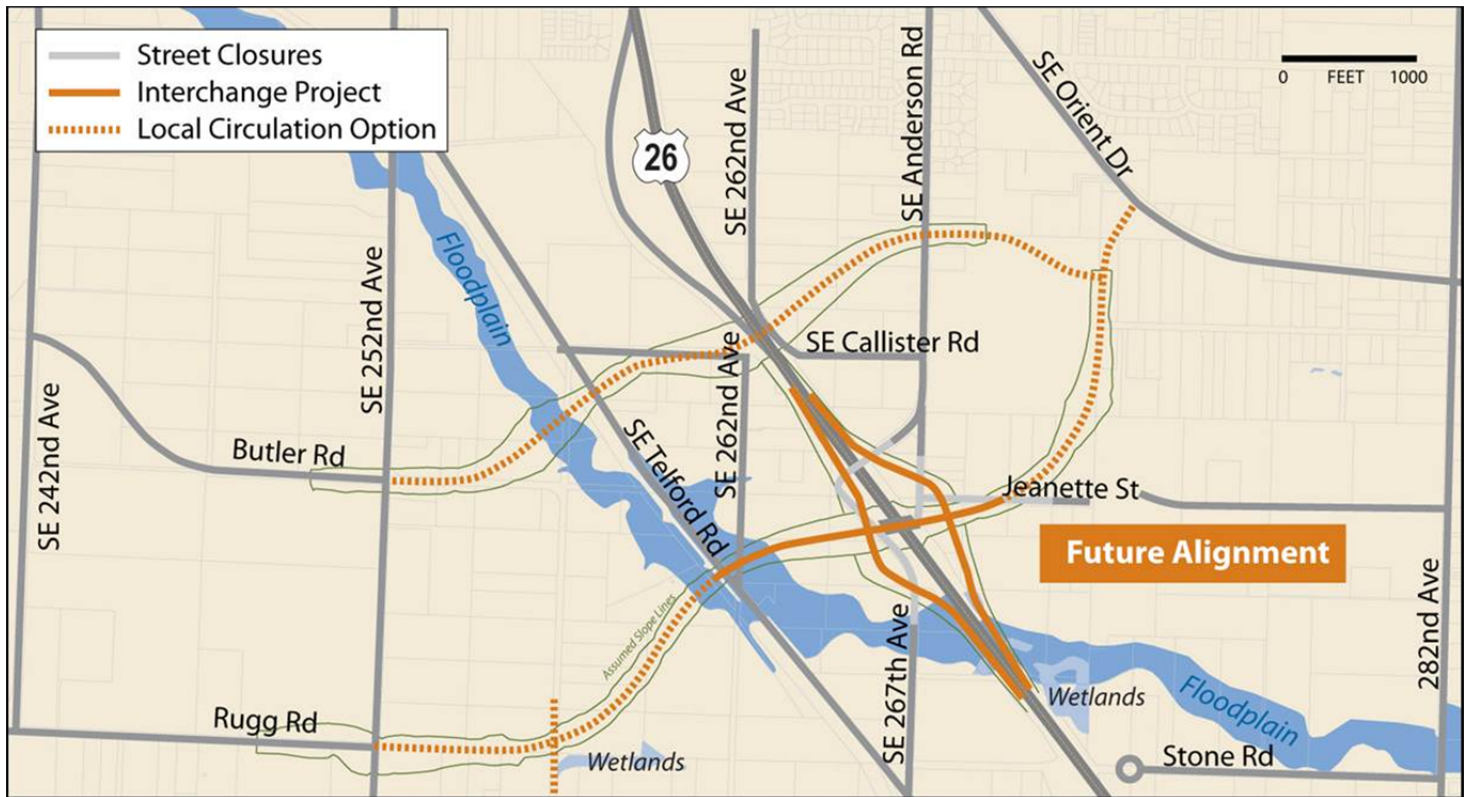 Street Closures
Interchange Project
Local Circulation Option
0 FEET 1000
26
SE 262nd Ave
SE Anderson Rd
SE Orient Dr
Floodplain
SE 252nd Ave
SE Callister Rd
SE 242nd Ave
Butler Rd
SE Telford Rd
SE 262nd Ave
Jeanette St
Future Alignment
Assumed Slope Lines
SE 267th Ave
282nd Ave
Wetlands
Floodplain
Rugg Rd
Wetlands
Stone Rd